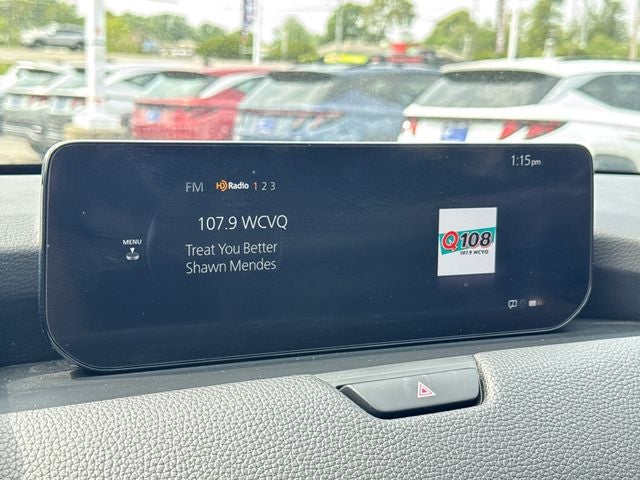 1:15pm
FM HD Radio 1 2 3
107.9 WCVQ
MENU
Treat You Better
Shawn Mendes
Q108
107.9 WCVQ